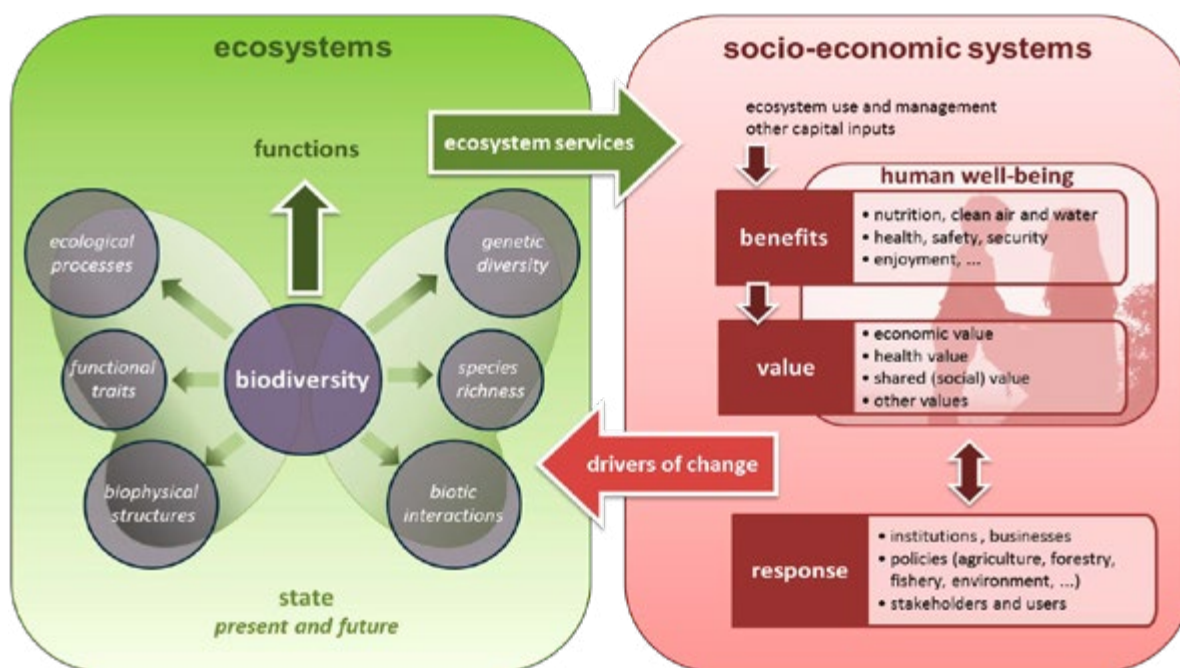 ecosystems
functions
ecosystem services
ecological
processes
genetic
diversity
functional
traits
biodiversity
species
richness
biophysical
structures
biotic
interactions
state
present and future
drivers of change
socio-economic systems
ecosystem use and management
other capital inputs
human well-being
benefits
• nutrition, clean air and water
• health, safety, security
• enjoyment, ...
value
• economic value
• health value
• shared (social) value
• other values
response
• institutions , businesses
• policies (agriculture, forestry,
fishery, environment, ...)
• stakeholders and users